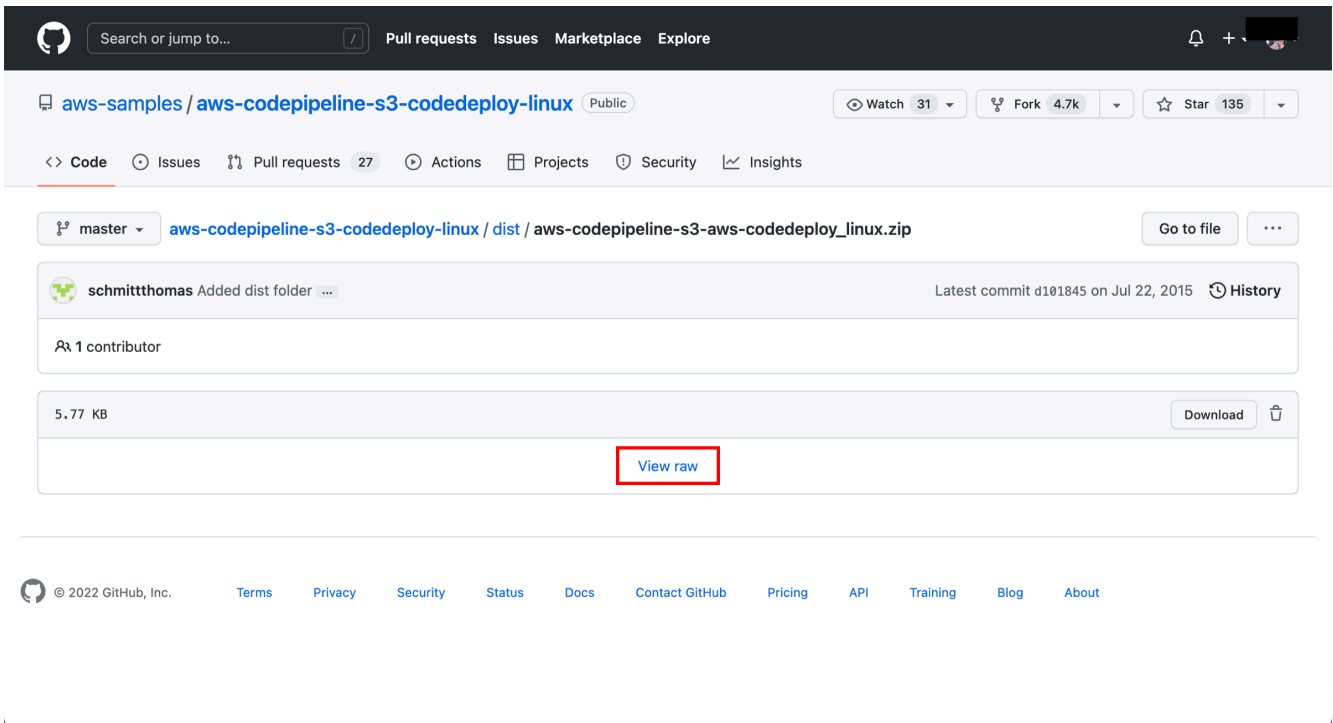 Search or jump to... / Pull requests Issues Marketplace Explore
aws-samples / aws-codepipeline-s3-codedeploy-linux Public Watch 31 Fork 4.7k Star 135
<> Code Issues Pull requests 27 Actions Projects Security Insights
master aws-codepipeline-s3-codedeploy-linux / dist / aws-codepipeline-s3-aws-codedeploy_linux.zip Go to file ...
schmittthomas Added dist folder ... Latest commit d101845 on Jul 22, 2015 History
1 contributor
5.77 KB Download
View raw
© 2022 GitHub, Inc. Terms Privacy Security Status Docs Contact GitHub Pricing API Training Blog About